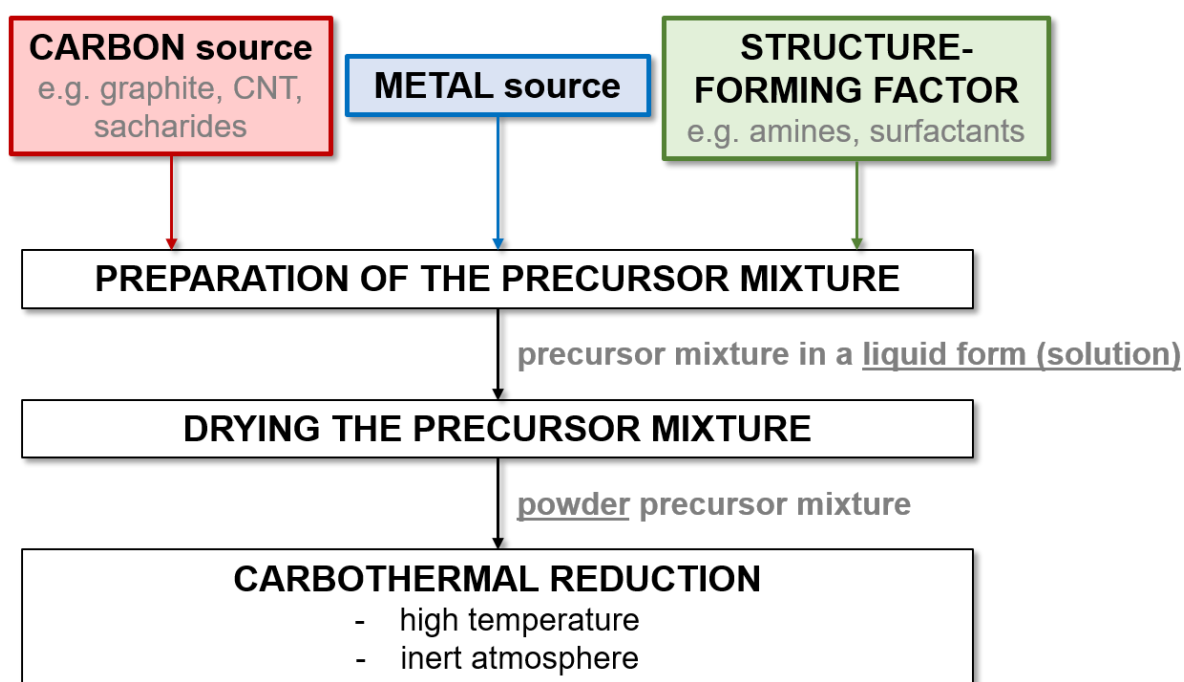 CARBON source
e.g. graphite, CNT,
sacharides
METAL source
STRUCTURE-
FORMING FACTOR
e.g. amines, surfactants
PREPARATION OF THE PRECURSOR MIXTURE
precursor mixture in a liquid form (solution)
DRYING THE PRECURSOR MIXTURE
powder precursor mixture
CARBOTHERMAL REDUCTION
- high temperature
- inert atmosphere